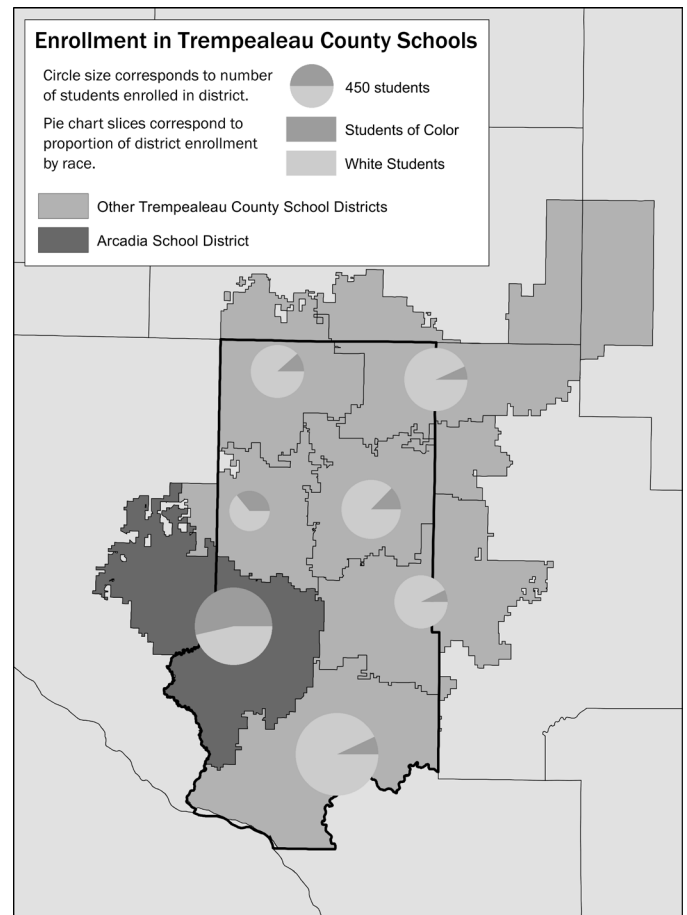 Enrollment in Trempealeau County Schools
Circle size corresponds to number
of students enrolled in district.
450 students
Pie chart slices correspond to
proportion of district enrollment
by race.
Students of Color
White Students
Other Trempealeau County School Districts
Arcadia School District